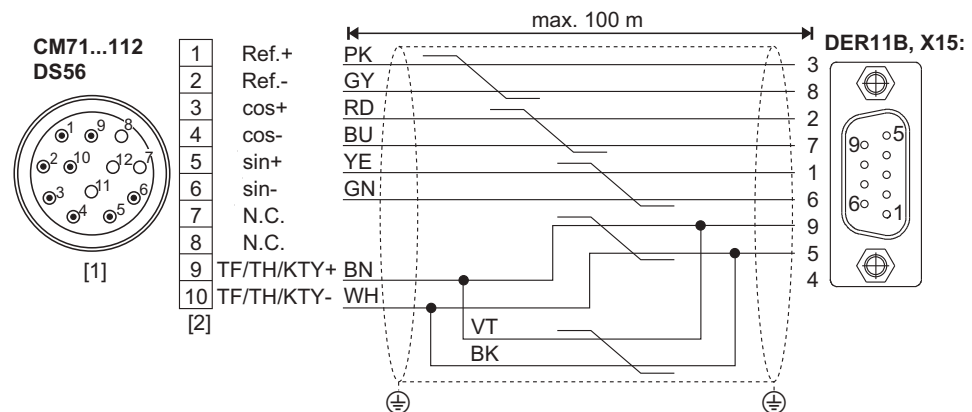 max. 100 m
CM71...112
DS56
DER11B, X15:
1 Ref.+ PK 3
2 Ref.- GY 8
3 cos+ RD 2
4 cos- BU 7
5 sin+ YE 1
6 sin- GN 6
7 N.C. 9
8 N.C. 5
9 TF/TH/KTY+ BN 4
10 TF/TH/KTY- WH
VT
BK
[1]
[2]
1 9 8
2 10 12 7
3 11 6
4 5
9 5
6 1